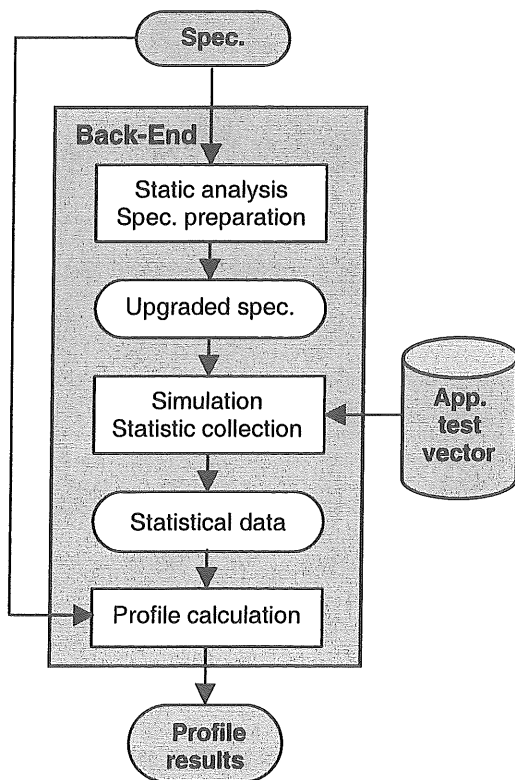 Spec.
Back-End
Static analysis
Spec. preparation
Upgraded spec.
Simulation
Statistic collection
App.
test
vector
Statistical data
Profile calculation
Profile
results